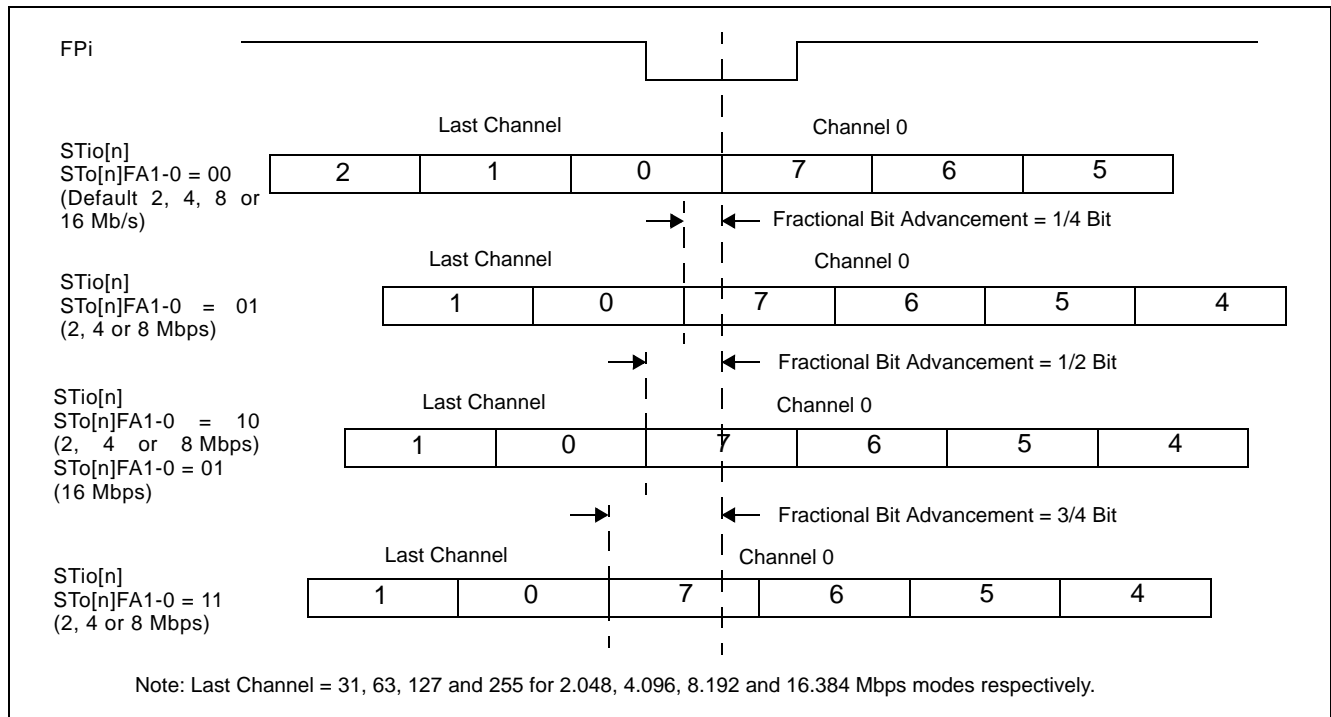 FPi
Last Channel
Channel 0
STio[n]
STo[n]FA1-0 = 00
(Default 2, 4, 8 or
16 Mb/s)
2 1 0 7 6 5
Fractional Bit Advancement = 1/4 Bit
Last Channel
Channel 0
STio[n]
STo[n]FA1-0 = 01
(2, 4 or 8 Mbps)
1 0 7 6 5 4
Fractional Bit Advancement = 1/2 Bit
Last Channel
Channel 0
STio[n]
STo[n]FA1-0 = 10
(2, 4 or 8 Mbps)
STo[n]FA1-0 = 01
(16 Mbps)
1 0 7 6 5 4
Fractional Bit Advancement = 3/4 Bit
Last Channel
Channel 0
STio[n]
STo[n]FA1-0 = 11
(2, 4 or 8 Mbps)
1 0 7 6 5 4
Note: Last Channel = 31, 63, 127 and 255 for 2.048, 4.096, 8.192 and 16.384 Mbps modes respectively.